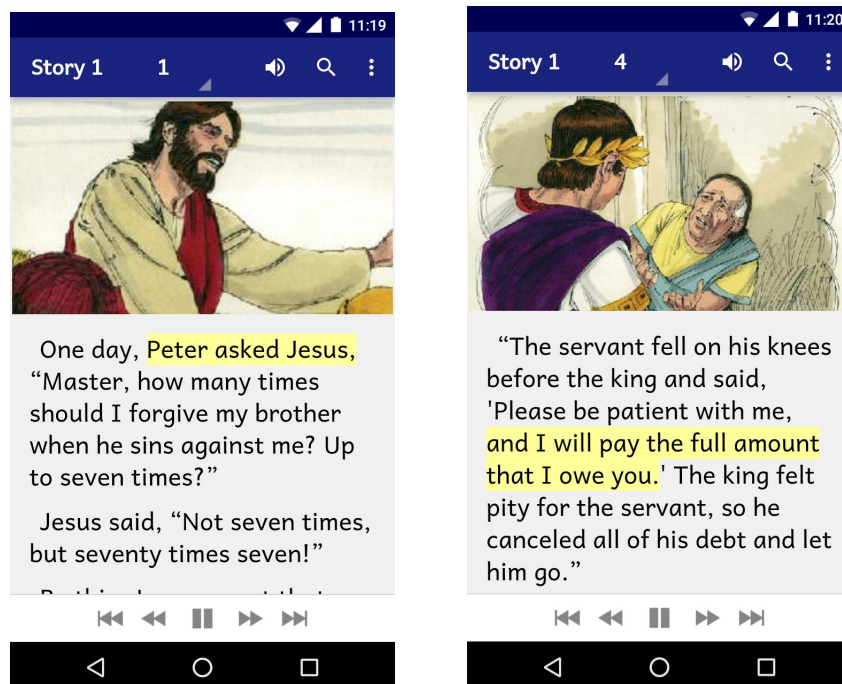 11:19
Story 1 1
One day, Peter asked Jesus,
“Master, how many times
should I forgive my brother
when he sins against me? Up
to seven times?”
Jesus said, “Not seven times,
but seventy times seven!”
11:20
Story 1 4
“The servant fell on his knees
before the king and said,
'Please be patient with me,
and I will pay the full amount
that I owe you.' The king felt
pity for the servant, so he
canceled all of his debt and let
him go.”